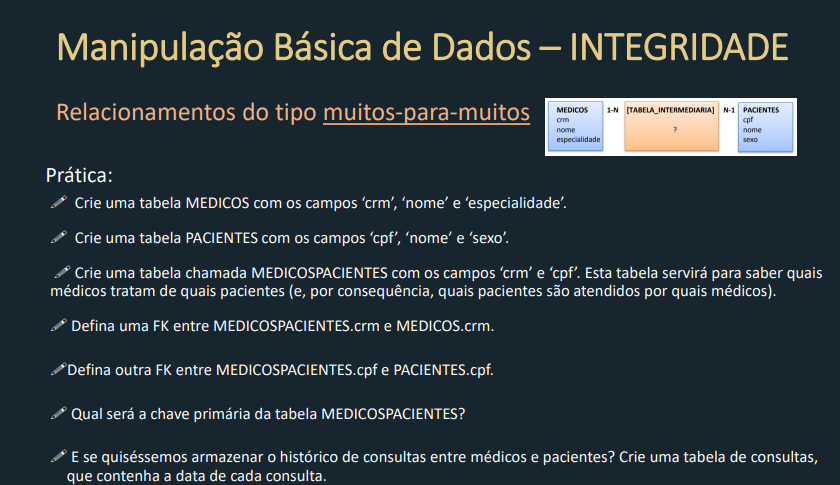 Manipulação Básica de Dados – INTEGRIDADE
Relacionamentos do tipo muitos-para-muitos
MEDICOS
crm
nome
especialidade
1-N
[TABELA_INTERMEDIARIA]
?
N-1
PACIENTES
cpf
nome
sexo
Prática:
Crie uma tabela MEDICOS com os campos ‘crm’, ‘nome’ e ‘especialidade’.
Crie uma tabela PACIENTES com os campos ‘cpf’, ‘nome’ e ‘sexo’.
Crie uma tabela chamada MEDICOSPACIENTES com os campos ‘crm’ e ‘cpf’. Esta tabela servirá para saber quais
médicos tratam de quais pacientes (e, por consequência, quais pacientes são atendidos por quais médicos).
Defina uma FK entre MEDICOSPACIENTES.crm e MEDICOS.crm.
Defina outra FK entre MEDICOSPACIENTES.cpf e PACIENTES.cpf.
Qual será a chave primária da tabela MEDICOSPACIENTES?
E se quiséssemos armazenar o histórico de consultas entre médicos e pacientes? Crie uma tabela de consultas,
que contenha a data de cada consulta.